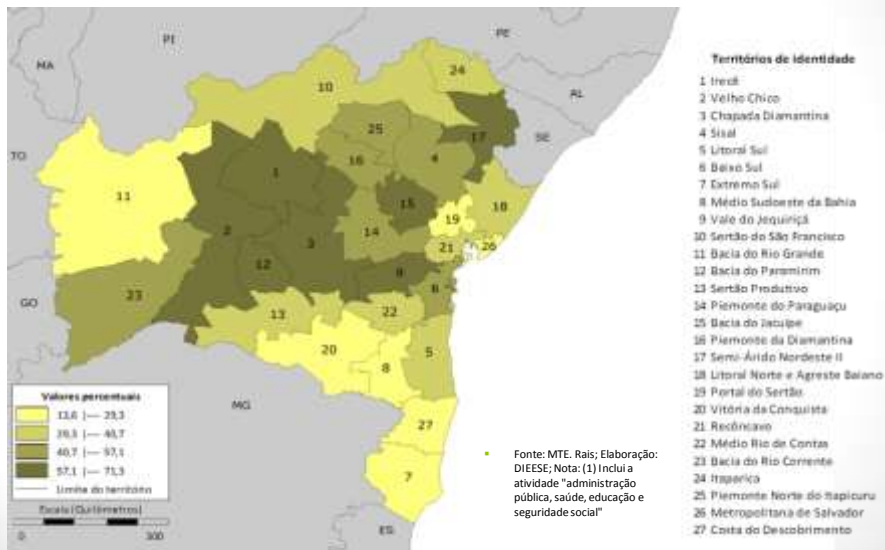 PI
PE
MA
AL
SE
TO
GO
MG
ES
24
10
17
25
4
16
1
11
15
18
19
2
3
14
21
26
12
9
6
23
13
22
5
20
8
27
7
Valores percentuais
13,6 |--- 29,3
29,3 |--- 40,7
40,7 |--- 57,1
57,1 |--- 71,3
Limite do território
Escala (Quilômetros)
0 300
Fonte: MTE. Rais; Elaboração:
DIEESE; Nota: (1) Inclui a
atividade "administração
pública, saúde, educação e
seguridade social"
Territórios de identidade
1 Irecê
2 Velho Chico
3 Chapada Diamantina
4 Sisal
5 Litoral Sul
6 Baixo Sul
7 Extremo Sul
8 Médio Sudoeste da Bahia
9 Vale do Jequiriçá
10 Sertão do São Francisco
11 Bacia do Rio Grande
12 Bacia do Paramirim
13 Sertão Produtivo
14 Piemonte do Paraguaçu
15 Bacia do Jacuípe
16 Piemonte da Diamantina
17 Semi-Árido Nordeste II
18 Litoral Norte e Agreste Baiano
19 Portal do Sertão
20 Vitória da Conquista
21 Recôncavo
22 Médio Rio de Contas
23 Bacia do Rio Corrente
24 Itaparica
25 Piemonte Norte do Itapicuru
26 Metropolitana de Salvador
27 Costa do Descobrimento